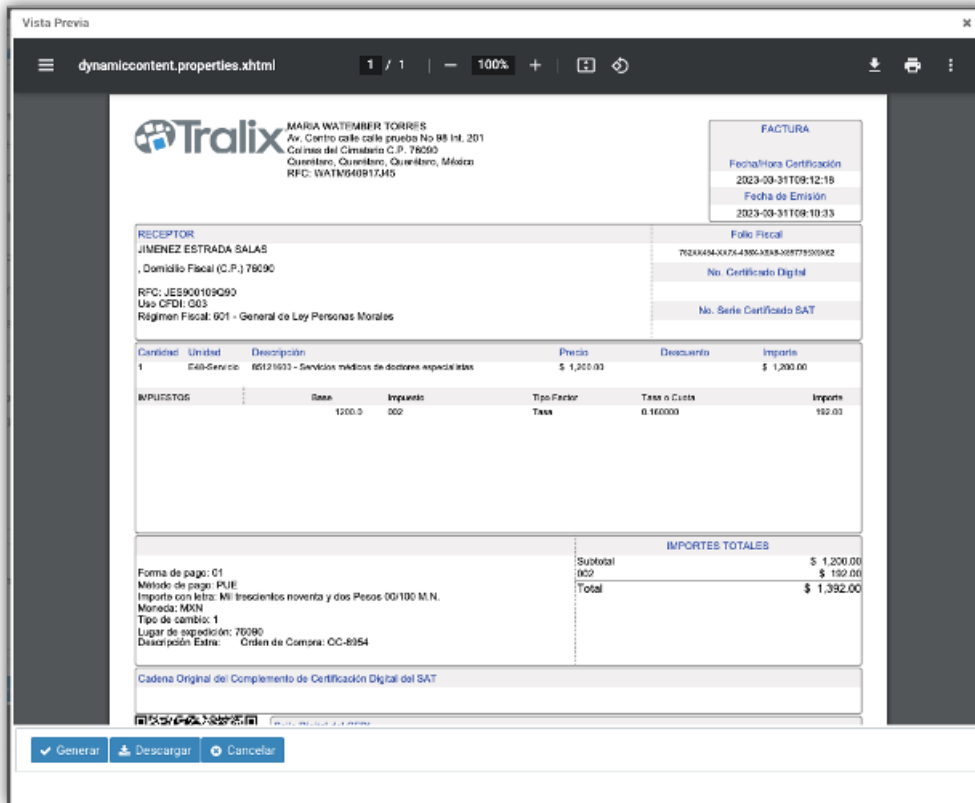 Vista Previa
dynamiccontent.properties.xhtml
1 / 1
100%
Tralix
MARIA WATEMBER TORRES
Av. Centro calle calle prueba No 98 Int. 201
Colinas del Cimatario C.P. 76090
Querétaro, Querétaro, Querétaro, México
RFC: WATM640917J45
FACTURA
Fecha/Hora Certificación
2023-03-31T09:12:18
Fecha de Emisión
2023-03-31T09:10:33
RECEPTOR
JIMENEZ ESTRADA SALAS
, Domicilio Fiscal (C.P.) 76090
RFC: JES900109Q90
Uso CFDI: G03
Régimen Fiscal: 601 - General de Ley Personas Morales
Folio Fiscal
No. Certificado Digital
No. Serie Certificado SAT
Cantidad Unidad Descripción Precio Descuento Importe
1 E48-Servicio 85121600 - Servicios médicos de doctores especialistas $ 1,200.00 $ 1,200.00
IMPUESTOS Base Impuesto Tipo Factor Tasa o Cuota Importe
1200.0 002 Tasa 0.160000 192.00
IMPORTES TOTALES
Subtotal $ 1,200.00
002 $ 192.00
Total $ 1,392.00
Forma de pago: 01
Método de pago: PUE
Importe con letra: Mil trescientos noventa y dos Pesos 00/100 M.N.
Moneda: MXN
Tipo de cambio: 1
Lugar de expedición: 76090
Descripción Extra: Orden de Compra: OC-8954
Cadena Original del Complemento de Certificación Digital del SAT
Generar
Descargar
Cancelar